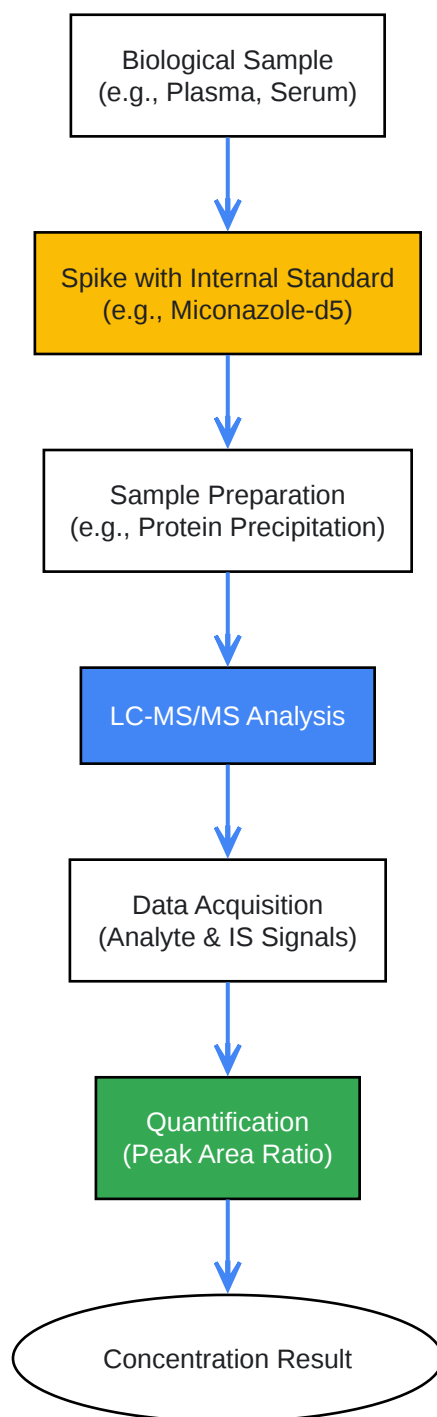 Biological Sample
(e.g., Plasma, Serum)
Spike with Internal Standard
(e.g., Miconazole-d5)
Sample Preparation
(e.g., Protein Precipitation)
LC-MS/MS Analysis
Data Acquisition
(Analyte & IS Signals)
Quantification
(Peak Area Ratio)
Concentration Result